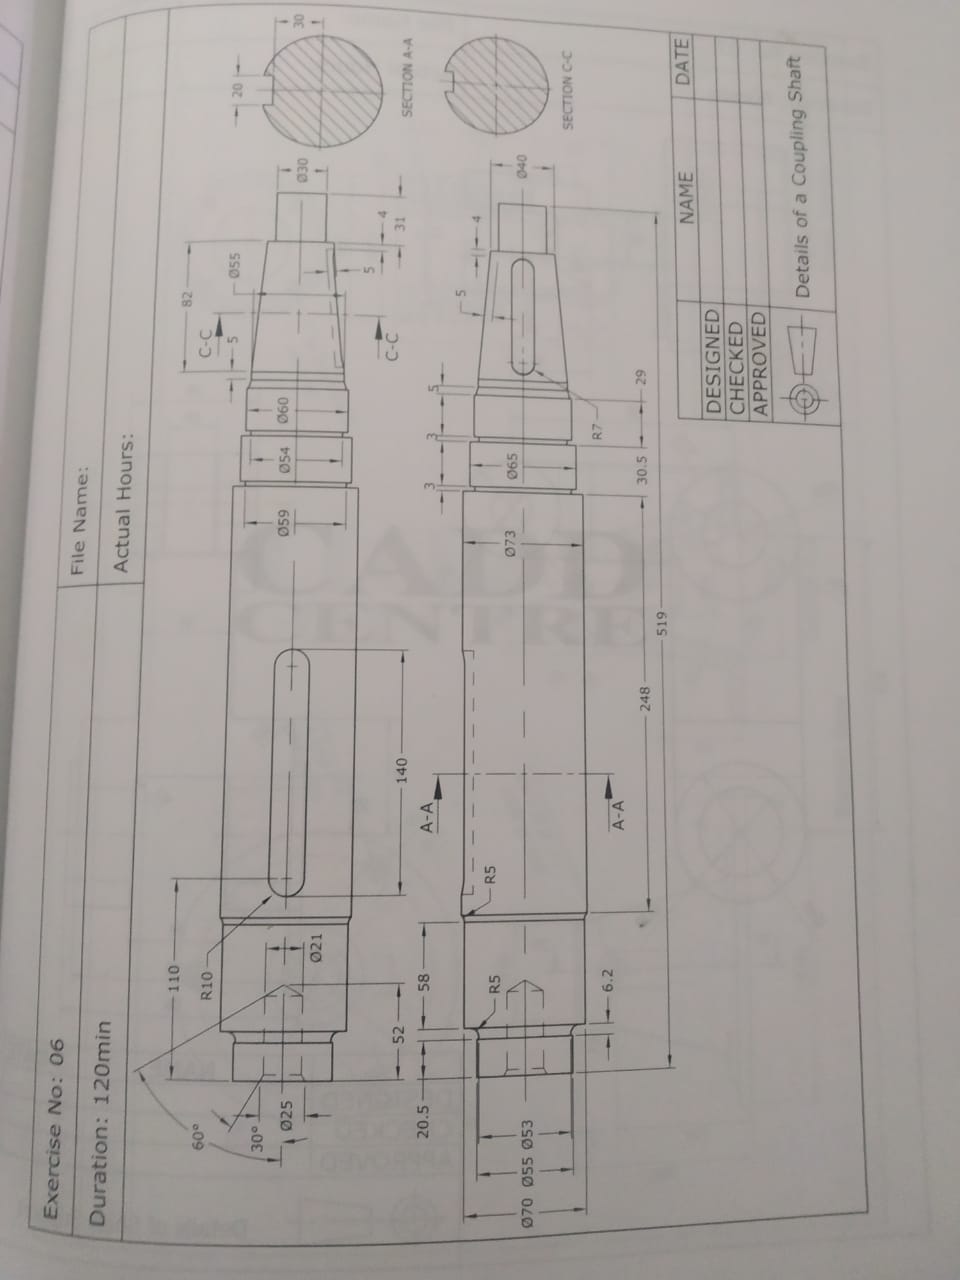 Exercise No: 06
File Name:
Duration: 120min
Actual Hours:
110
60°
R10
30°
Ø25
Ø21
52
140
82
C-C
5
Ø55
Ø59
Ø54
Ø60
Ø30
5
4
31
C-C
20
30
SECTION A-A
20.5
58
A-A
3
3
5
5
4
R5
R5
Ø70
Ø55
Ø53
Ø73
Ø65
Ø40
R7
6.2
A-A
248
30.5
29
519
SECTION C-C
NAME
DATE
DESIGNED
CHECKED
APPROVED
Details of a Coupling Shaft